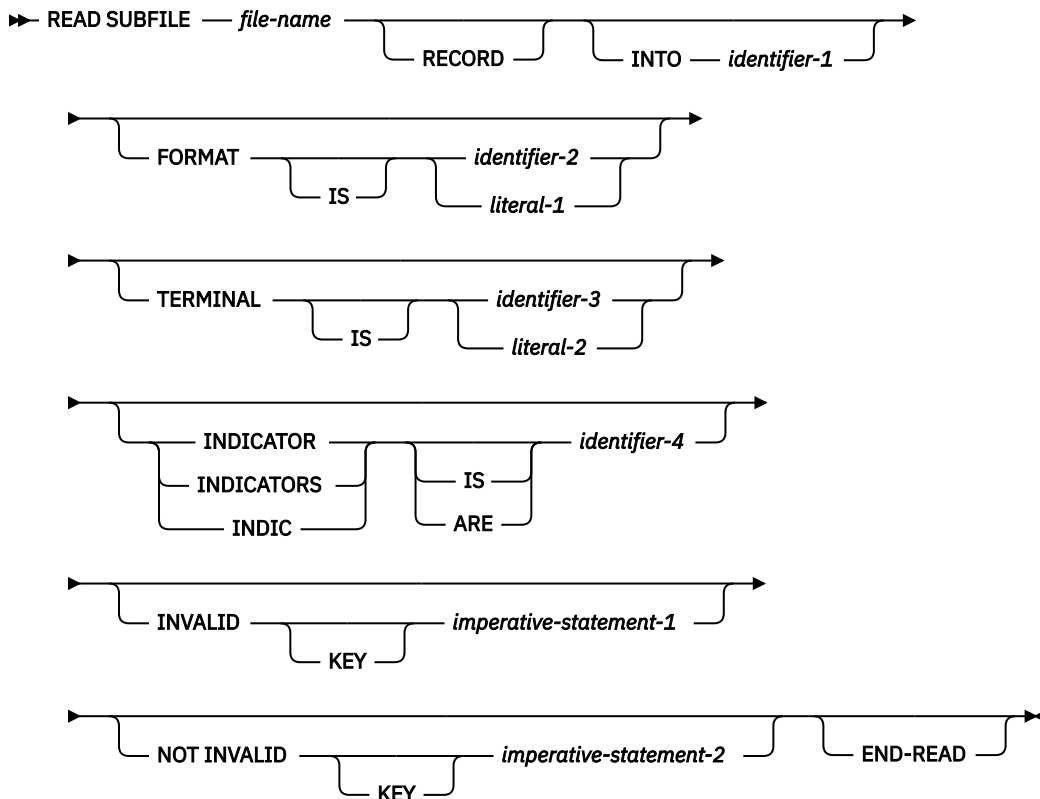 READ SUBFILE file-name
RECORD INTO identifier-1
FORMAT identifier-2
IS literal-1
TERMINAL identifier-3
IS literal-2
INDICATOR identifier-4
INDICATORS IS
INDIC ARE
INVALID imperative-statement-1
KEY
NOT INVALID imperative-statement-2 END-READ
KEY